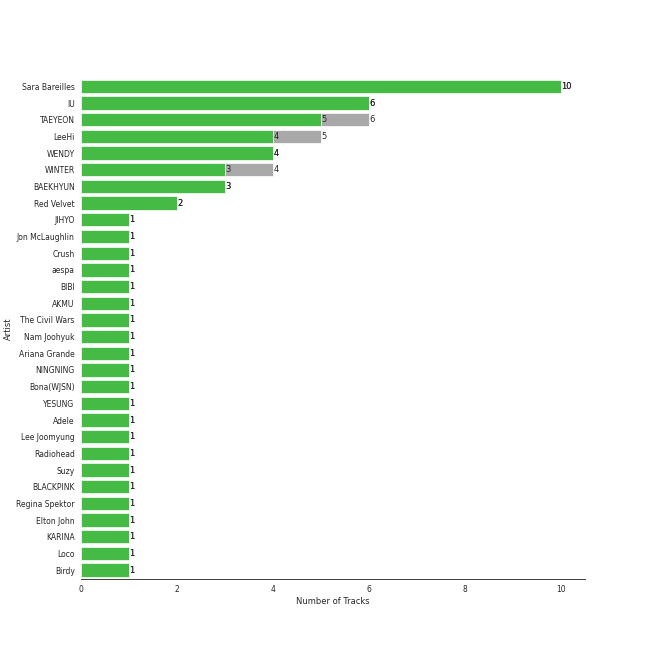 Sara Bareilles 10
IU 6
TAEYEON 5 6
LeeHi 4 5
WENDY 4
WINTER 3 4
BAEKHYUN 3
Red Velvet 2
JIHYO 1
Jon McLaughlin 1
Crush 1
aespa 1
BIBI 1
AKMU 1
The Civil Wars 1
Nam Joohyuk 1
Ariana Grande 1
NINGNING 1
Bona(WJSN) 1
YESUNG 1
Adele 1
Lee Joomyung 1
Radiohead 1
Suzy 1
BLACKPINK 1
Regina Spektor 1
Elton John 1
KARINA 1
Loco 1
Birdy 1
Artist
0 2 4 6 8 10
Number of Tracks